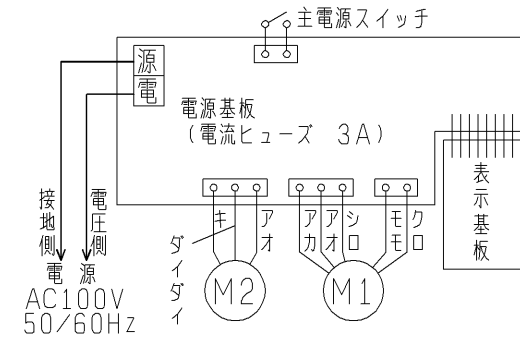 主電源スイッチ
源
電
電源基板
（電流ヒューズ 3A）
表示基板
接地側
電圧側
キ
ダイダイ
アオ
アカ
アオ
シロ
モモ
クロ
電源
AC100V
50/60Hz
M2
M1